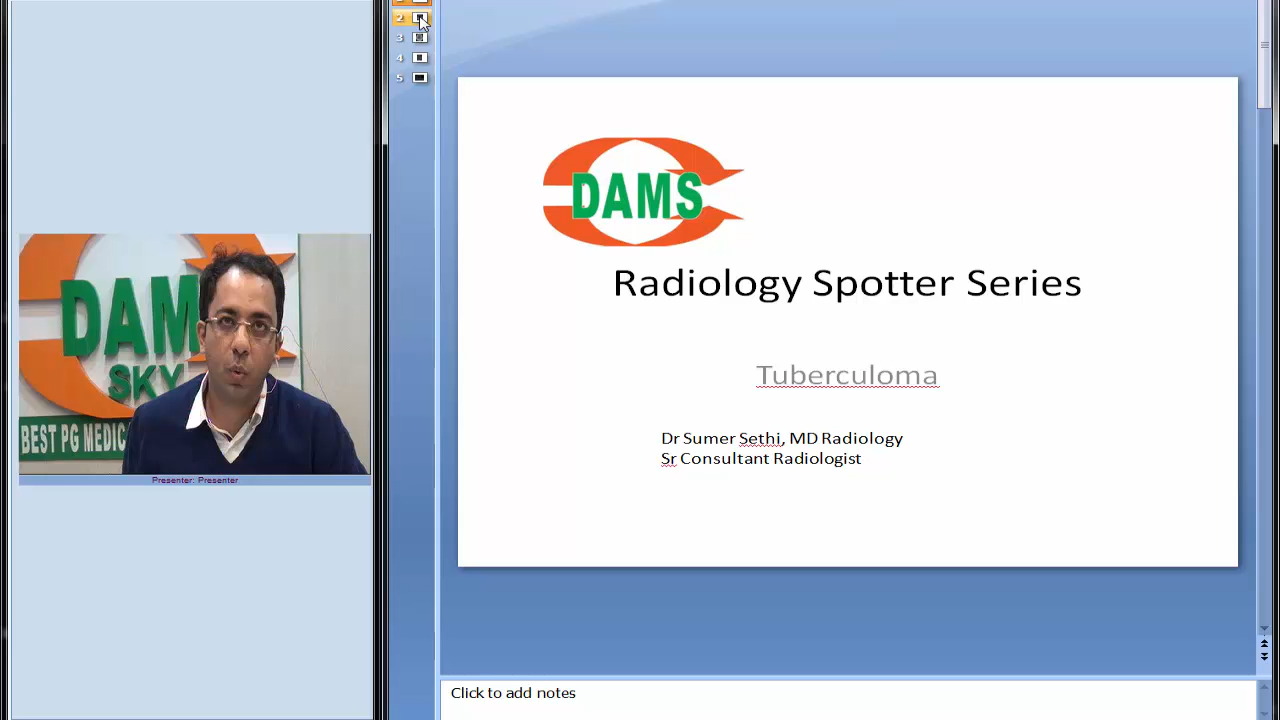 2
3
4
5
DAMS
Radiology Spotter Series
Tuberculoma
Dr Sumer Sethi, MD Radiology
Sr Consultant Radiologist
DAMS
SKY
BEST PG MEDIC
Presenter: Presenter
Click to add notes